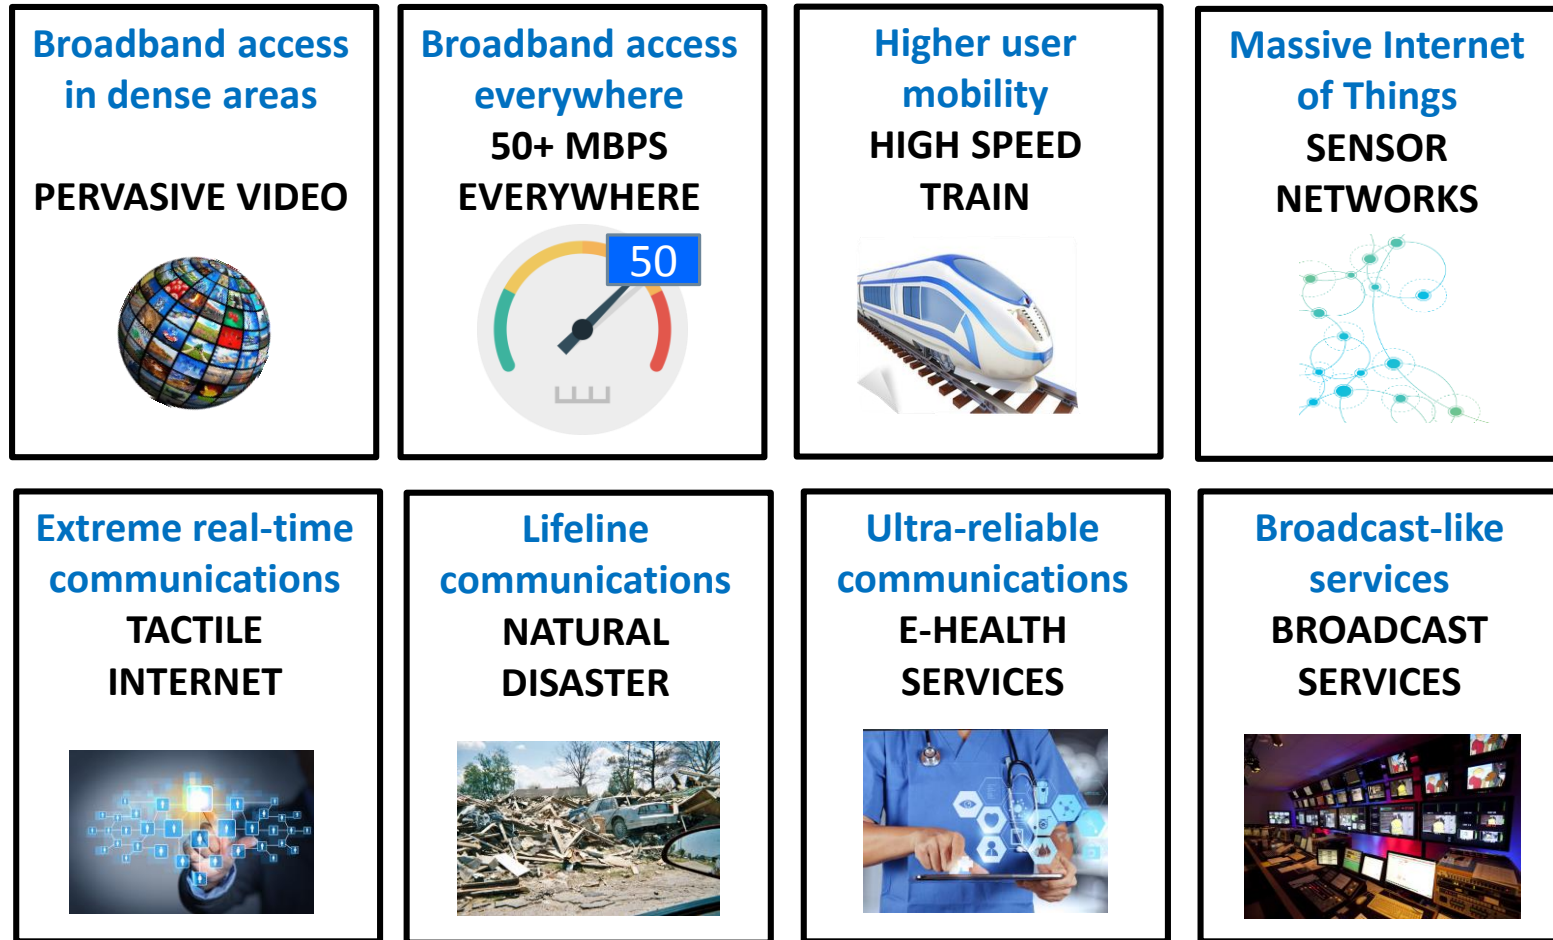 Broadband access
in dense areas
PERVASIVE VIDEO
Broadband access
everywhere
50+ MBPS
EVERYWHERE
50
Higher user
mobility
HIGH SPEED
TRAIN
Massive Internet
of Things
SENSOR
NETWORKS
Extreme real-time
communications
TACTILE
INTERNET
Lifeline
communications
NATURAL
DISASTER
Ultra-reliable
communications
E-HEALTH
SERVICES
Broadcast-like
services
BROADCAST
SERVICES